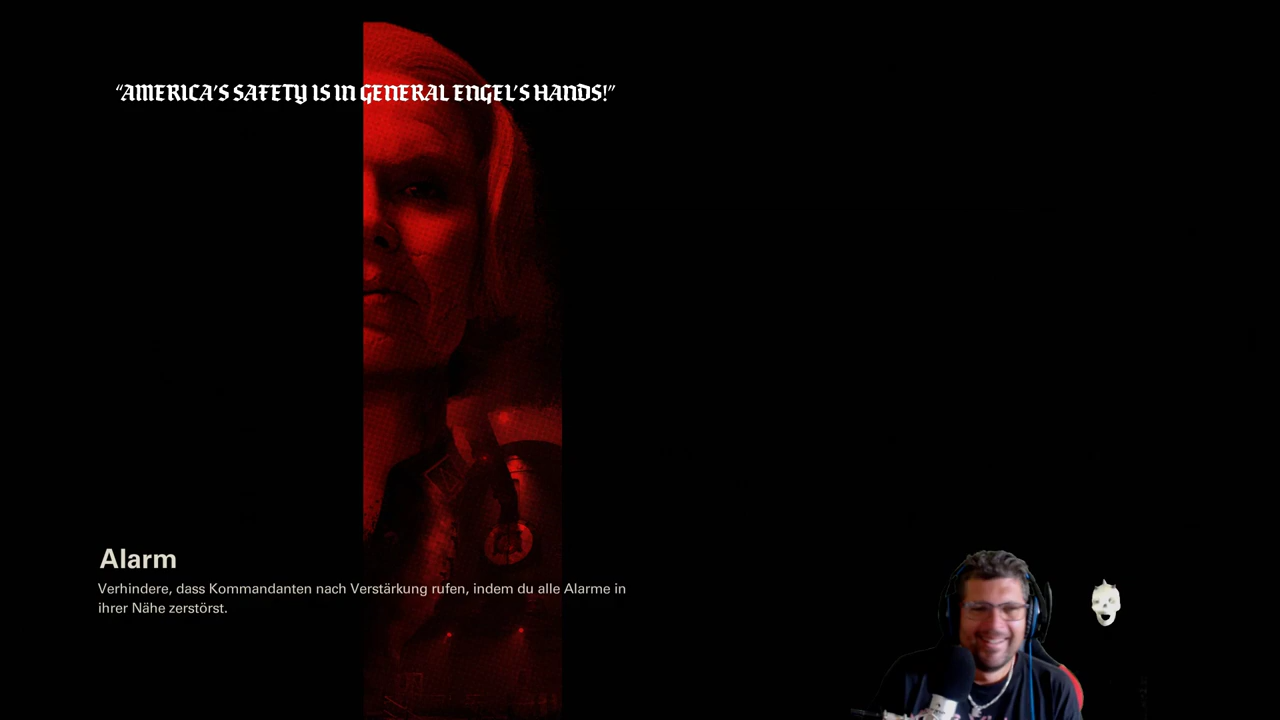 “AMERICA’S SAFETY IS IN GENERAL ENGEL’S HANDS!”
Alarm
Verhindere, dass Kommandanten nach Verstärkung rufen, indem du alle Alarme in
ihrer Nähe zerstörst.